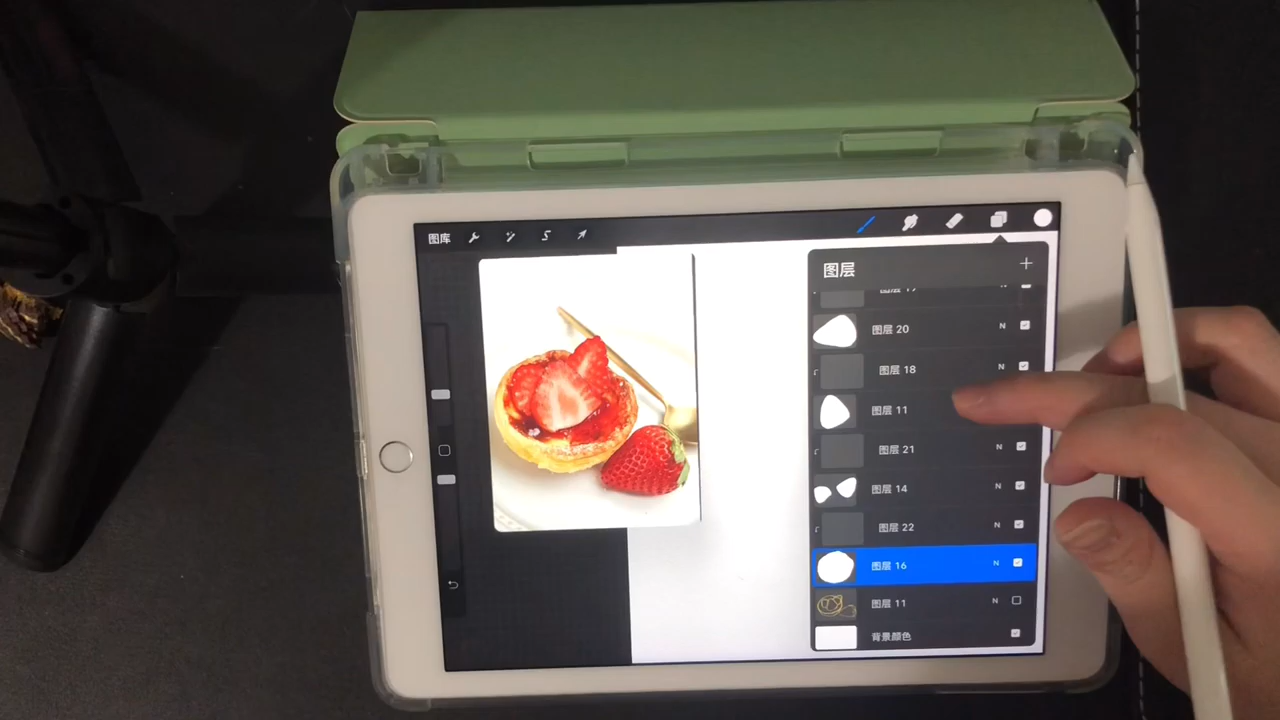 图库
S
图层
图层 20 N
图层 18 N
图层 11
图层 21 N
图层 14 N
图层 22 N
图层 16 N
图层 11 N
背景颜色